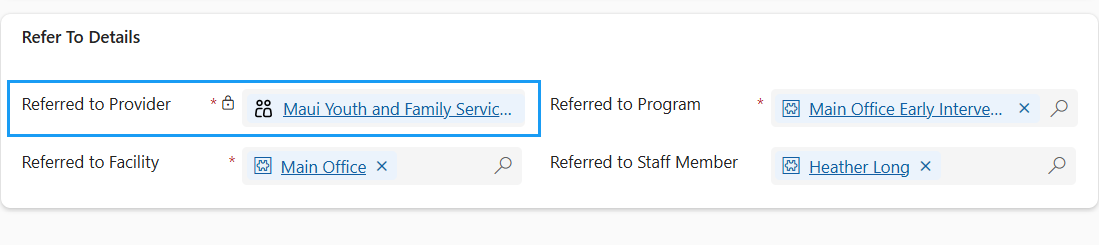 Refer To Details
Referred to Provider * Maui Youth and Family Servic... Referred to Program * Main Office Early Interve...
Referred to Facility * Main Office Referred to Staff Member Heather Long